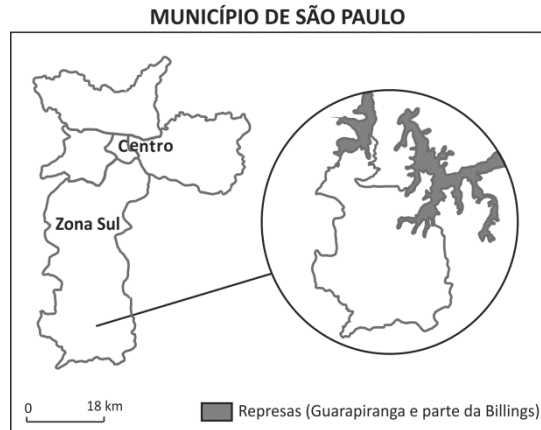 MUNICÍPIO DE SÃO PAULO
Centro
Zona Sul
0 18 km
Represas (Guarapiranga e parte da Billings)